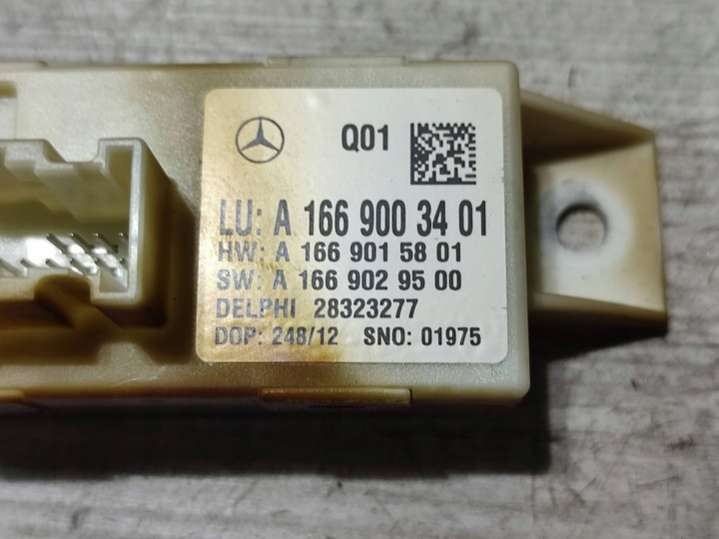 Q01
LU: A 166 900 34 01
HW: A 166 901 58 01
SW: A 166 902 95 00
DELPHI 28323277
DOP: 248/12 SNO: 01975